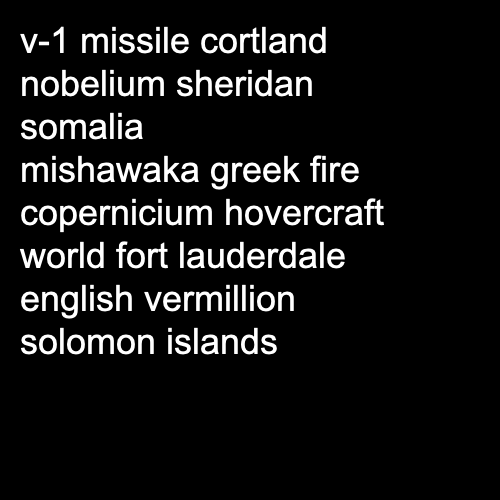 v-1 missile cortland
nobelium sheridan
somalia
mishawaka greek fire
copernicium hovercraft
world fort lauderdale
english vermillion
solomon islands